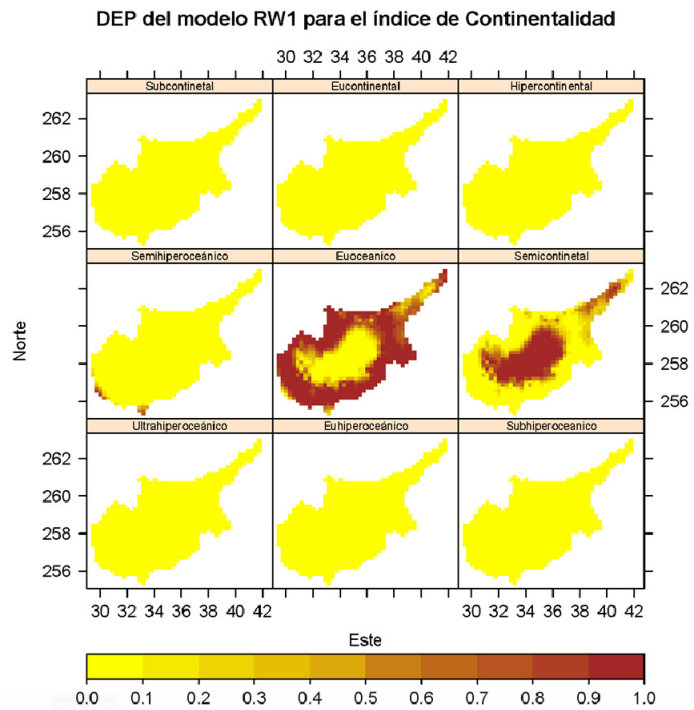 DEP del modelo RW1 para el índice de Continentalidad
30 32 34 36 38 40 42
Subcontinetal Eucontinental Hipercontinental
262
260
258
256
Semihiperoceánico Euoceanico Semicontinetal
262
260
258
256
Norte
Ultrahiperoceánico Euhiperoceánico Subhiperoceanico
262
260
258
256
30 32 34 36 38 40 42 30 32 34 36 38 40 42
Este
0.0 0.1 0.2 0.3 0.4 0.5 0.6 0.7 0.8 0.9 1.0